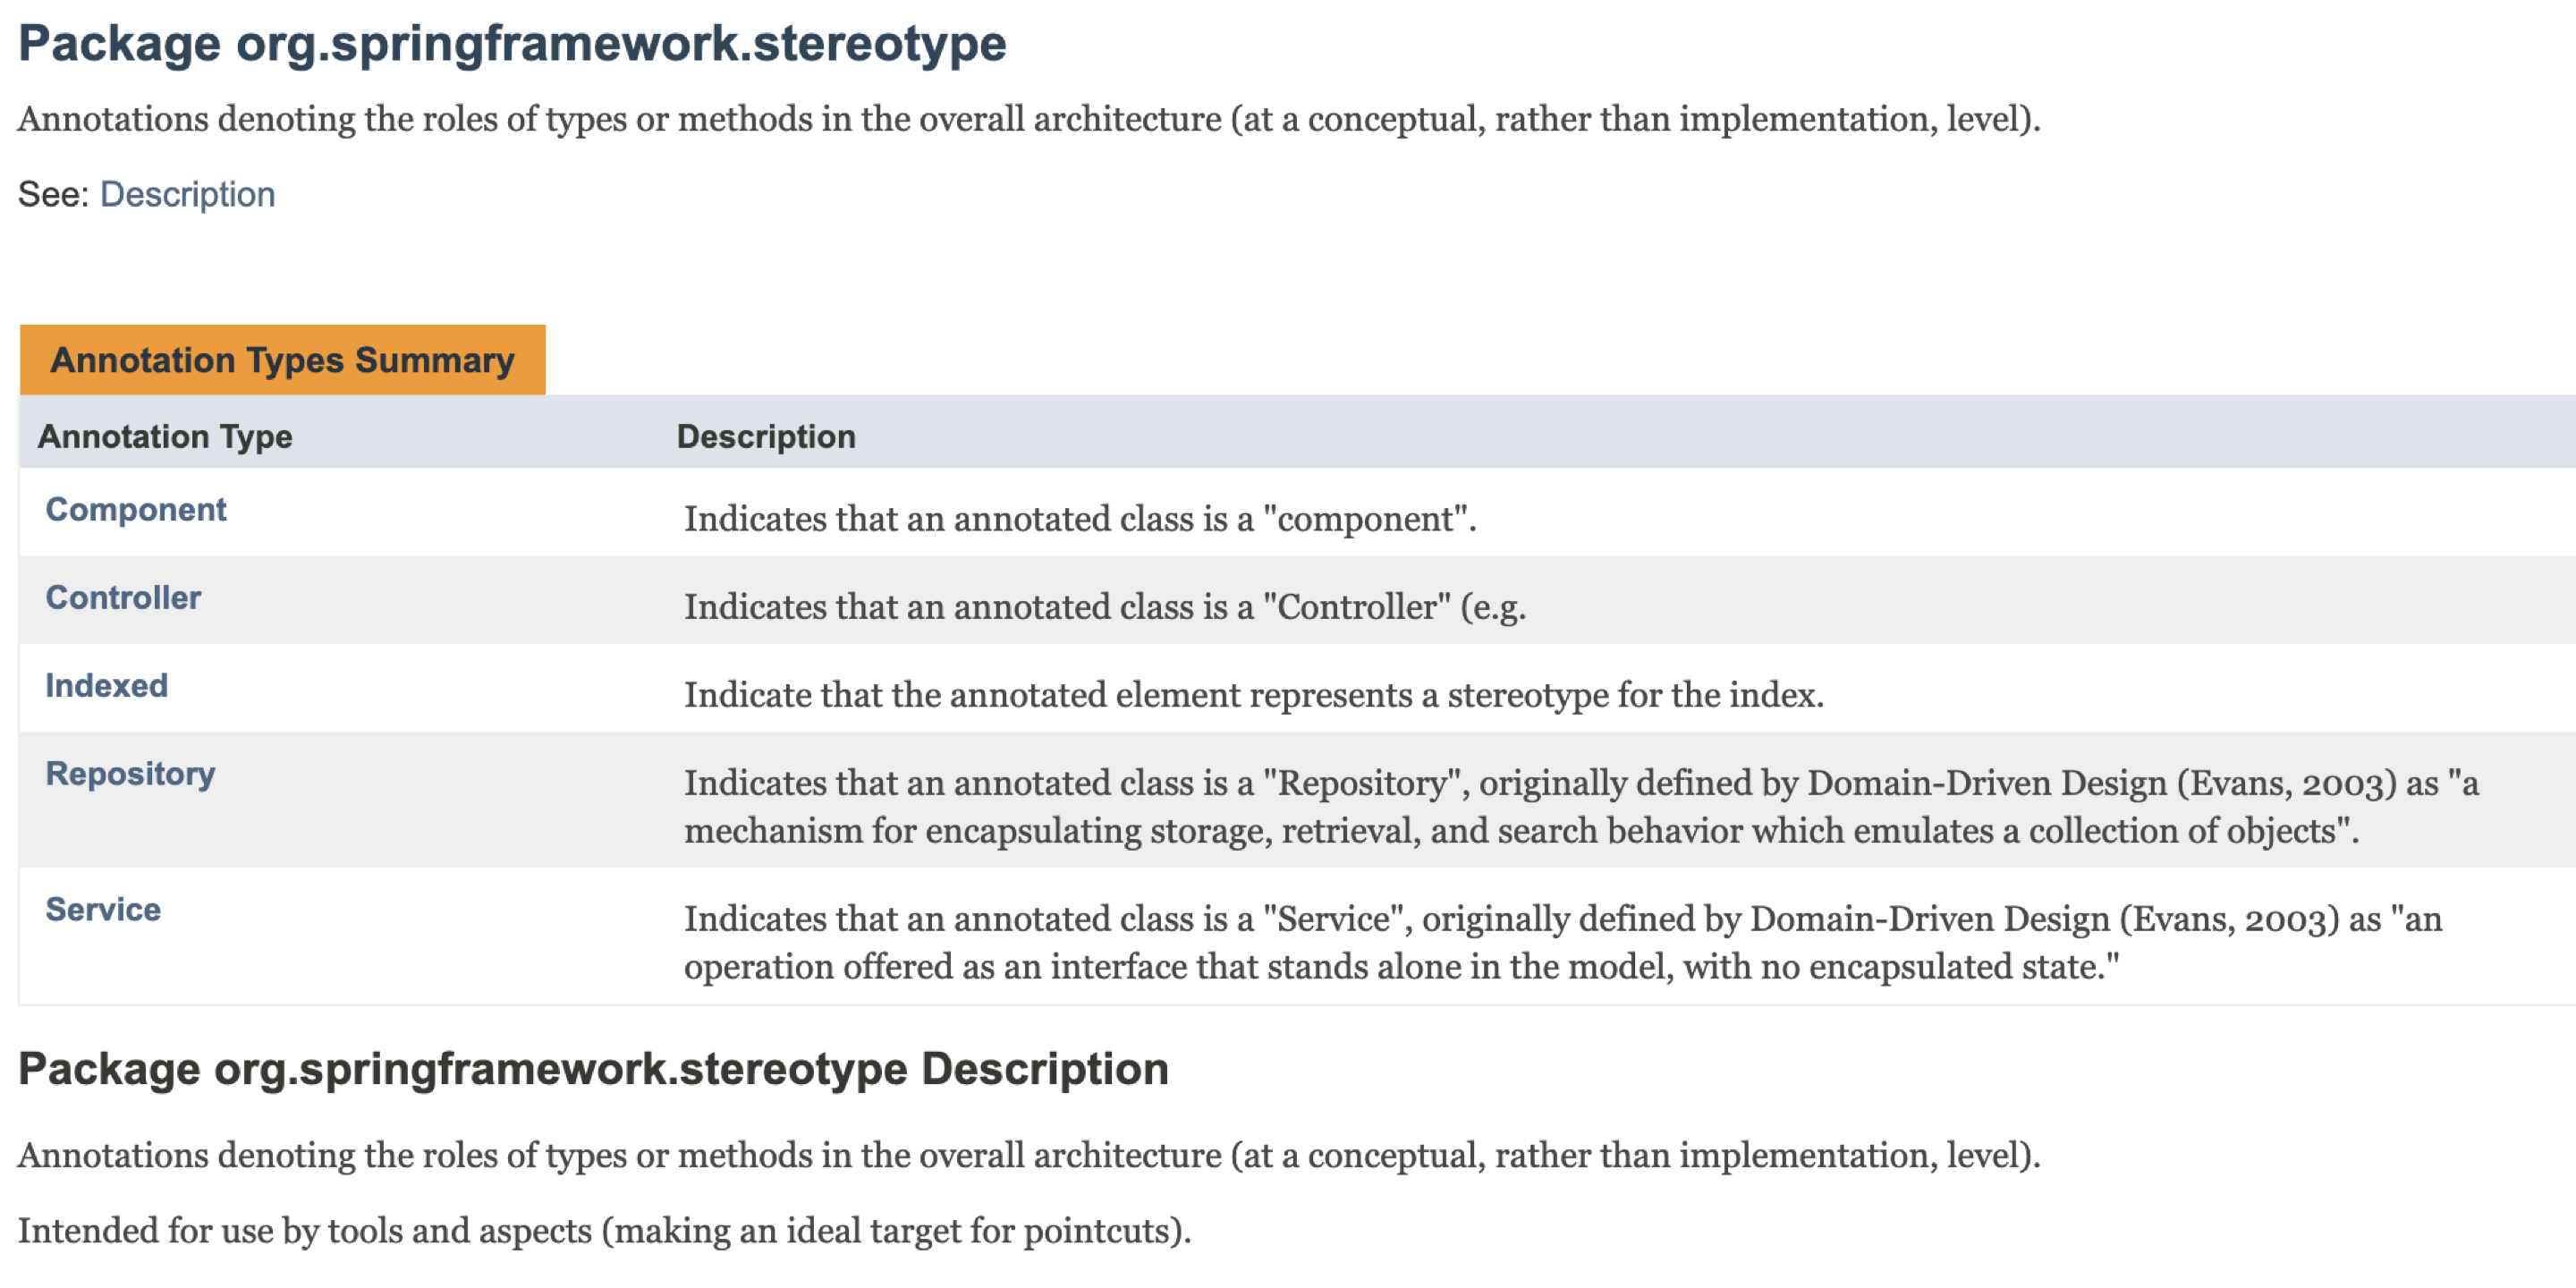 Package org.springframework.stereotype
Annotations denoting the roles of types or methods in the overall architecture (at a conceptual, rather than implementation, level).
See: Description
Annotation Types Summary
Annotation Type Description
Component Indicates that an annotated class is a "component".
Controller Indicates that an annotated class is a "Controller" (e.g.
Indexed Indicate that the annotated element represents a stereotype for the index.
Repository Indicates that an annotated class is a "Repository", originally defined by Domain-Driven Design (Evans, 2003) as "a
mechanism for encapsulating storage, retrieval, and search behavior which emulates a collection of objects".
Service Indicates that an annotated class is a "Service", originally defined by Domain-Driven Design (Evans, 2003) as "an
operation offered as an interface that stands alone in the model, with no encapsulated state."
Package org.springframework.stereotype Description
Annotations denoting the roles of types or methods in the overall architecture (at a conceptual, rather than implementation, level).
Intended for use by tools and aspects (making an ideal target for pointcuts).